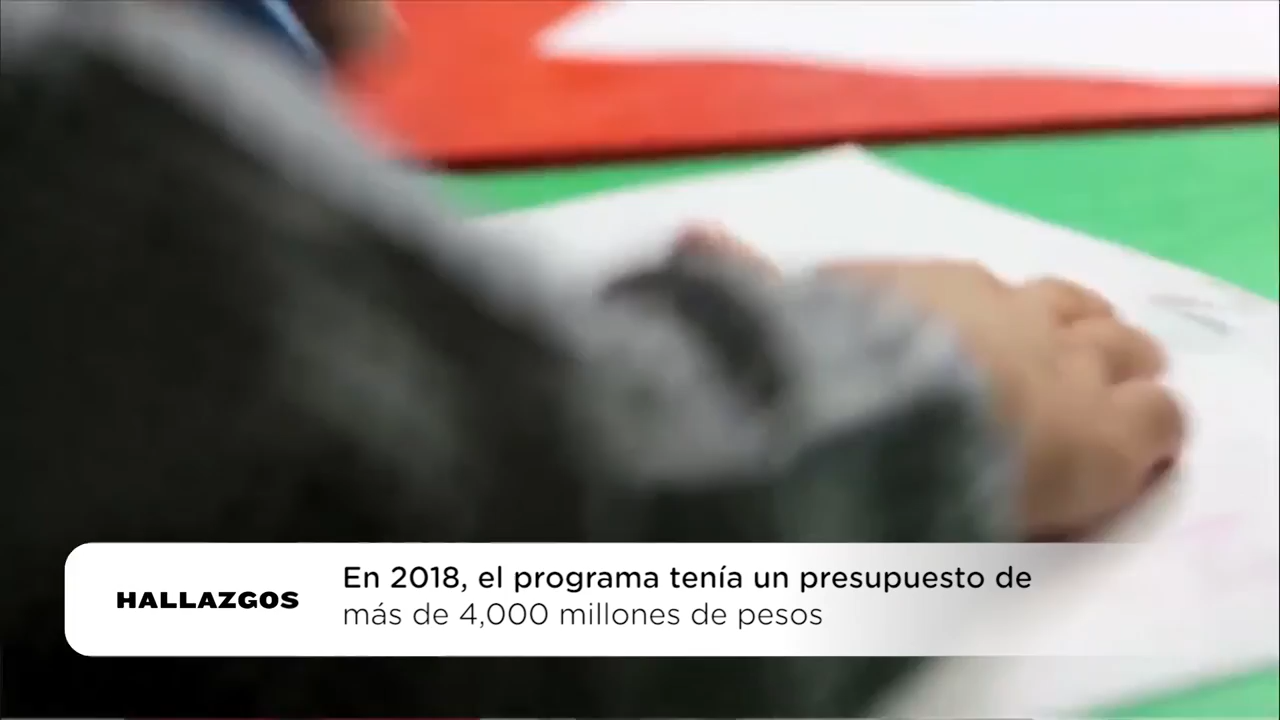 HALLAZGOS
En 2018, el programa tenía un presupuesto de
más de 4,000 millones de pesos